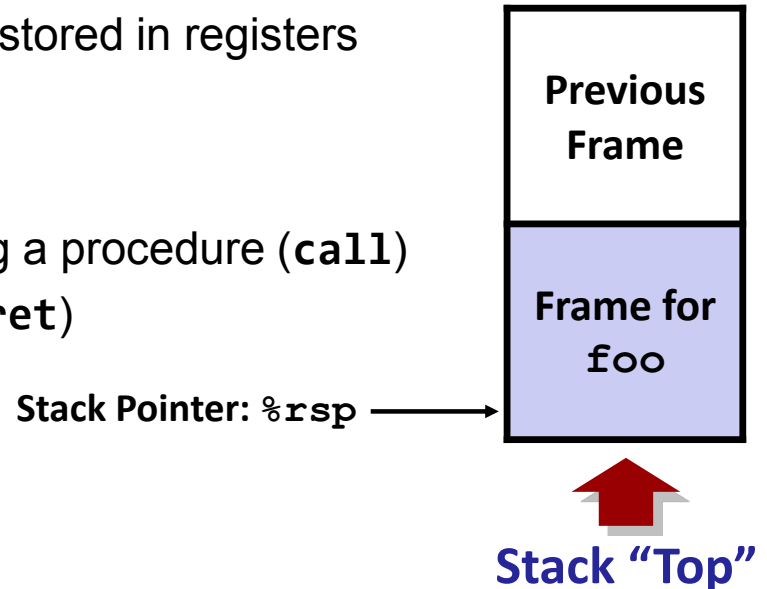 stored in registers
Previous
Frame
g a procedure (call)
ret)
Frame for
foo
Stack Pointer: %rsp
Stack “Top”